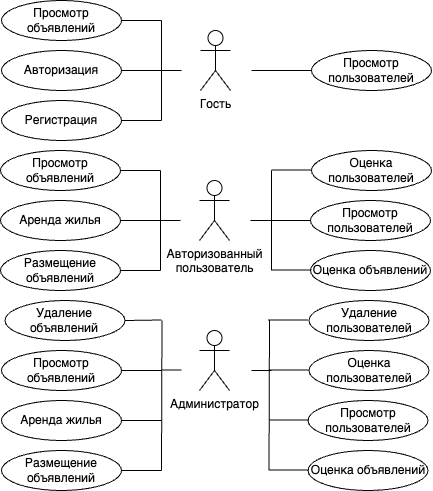 Просмотр
объявлений
Авторизация
Регистрация
Гость
Просмотр
пользователей
Просмотр
объявлений
Аренда жилья
Размещение
объявлений
Авторизованный
пользователь
Оценка
пользователей
Просмотр
пользователей
Оценка объявлений
Удаление
объявлений
Просмотр
объявлений
Аренда жилья
Размещение
объявлений
Администратор
Удаление
пользователей
Оценка
пользователей
Просмотр
пользователей
Оценка объявлений